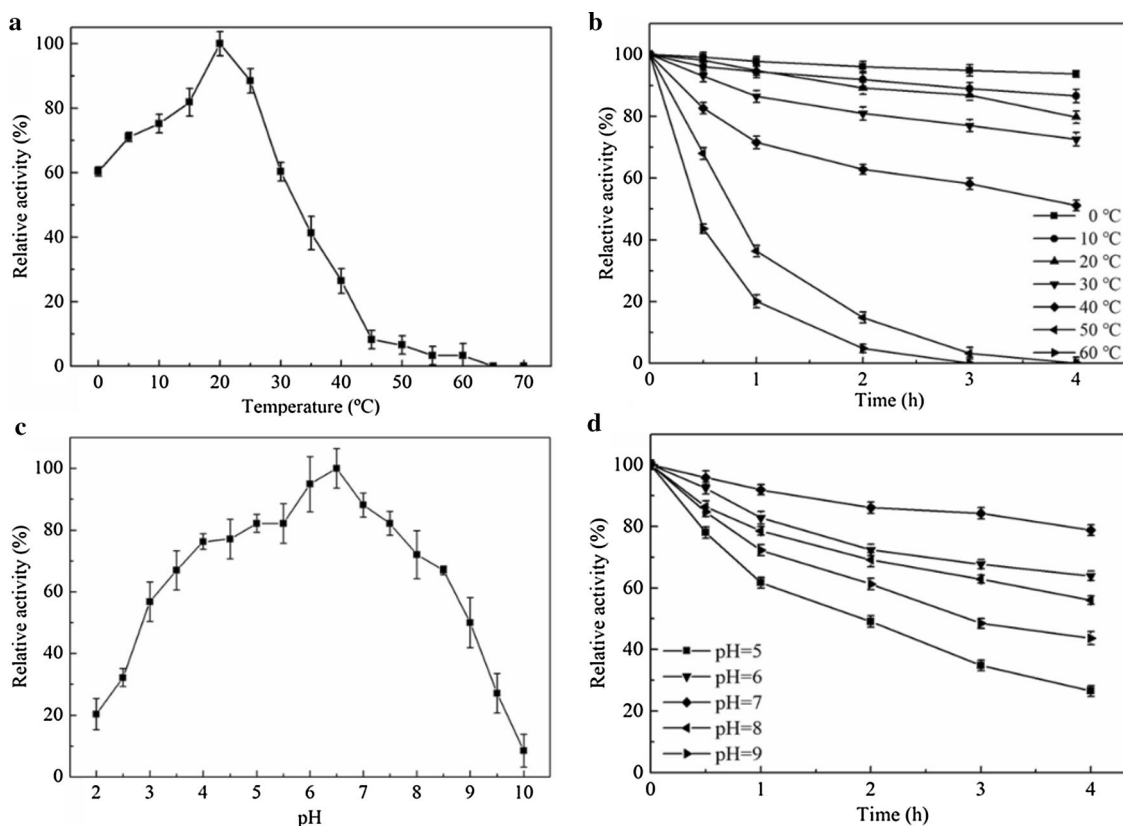 a
Relative activity (%)
100
80
60
40
20
0
0 10 20 30 40 50 60 70
Temperature (ºC)
b
Relactive activity (%)
100
80
60
40
20
0
0 ℃
10 ℃
20 ℃
30 ℃
40 ℃
50 ℃
60 ℃
0 1 2 3 4
Time (h)
c
Relative activity (%)
100
80
60
40
20
0
2 3 4 5 6 7 8 9 10
pH
d
Relative activity (%)
100
80
60
40
20
0
pH=5
pH=6
pH=7
pH=8
pH=9
0 1 2 3 4
Time (h)